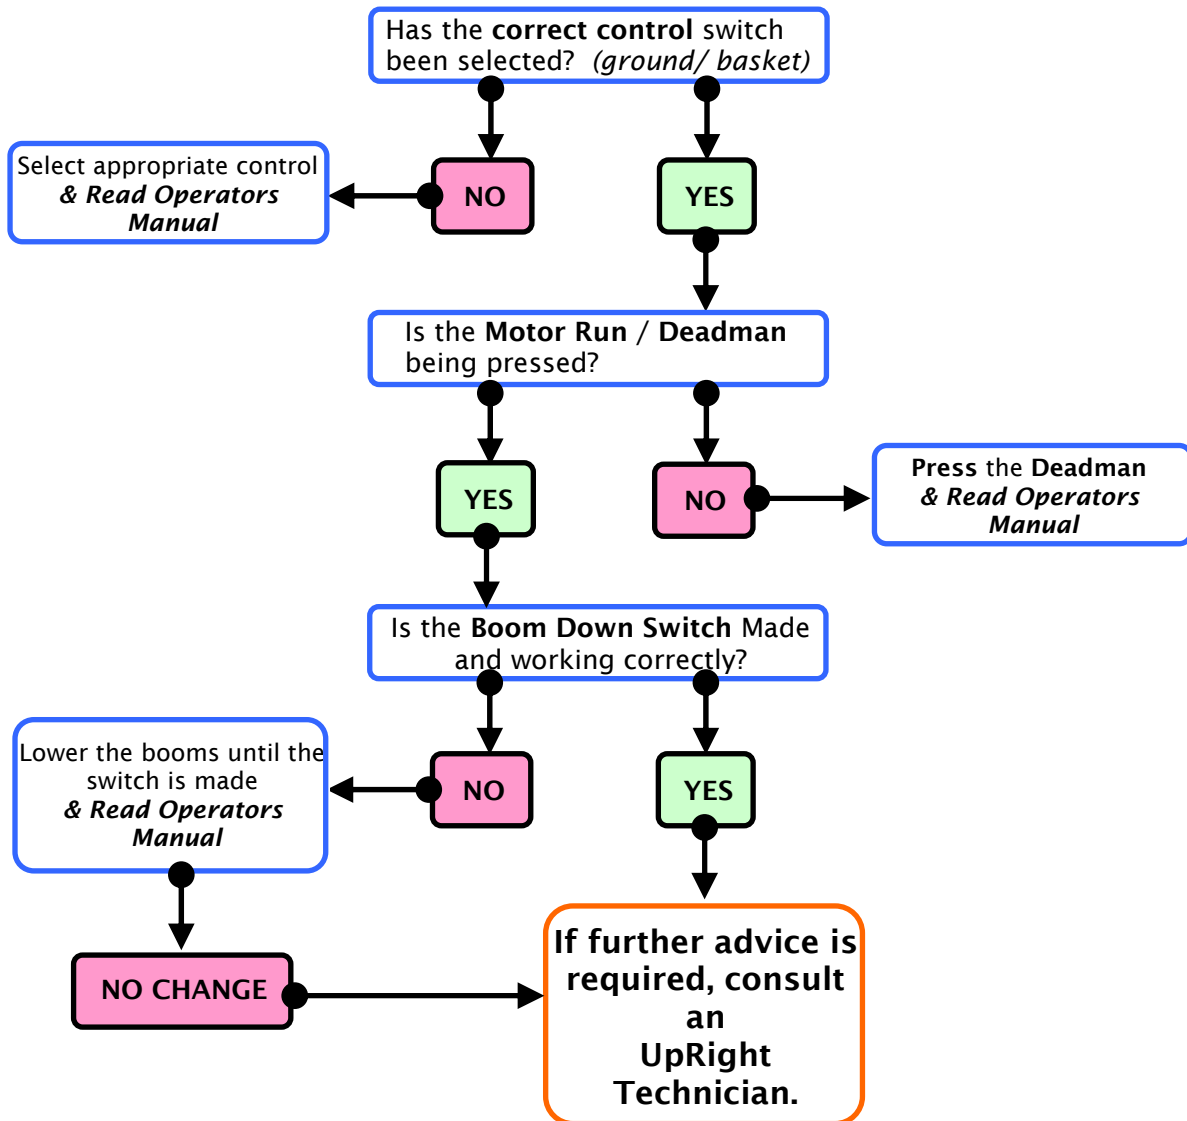 Has the correct control switch
been selected? (ground/ basket)
Select appropriate control
& Read Operators
Manual
NO
YES
Is the Motor Run / Deadman
being pressed?
YES
NO
Press the Deadman
& Read Operators
Manual
Is the Boom Down Switch Made
and working correctly?
Lower the booms until the
switch is made
& Read Operators
Manual
NO
YES
NO CHANGE
If further advice is
required, consult
an
UpRight
Technician.